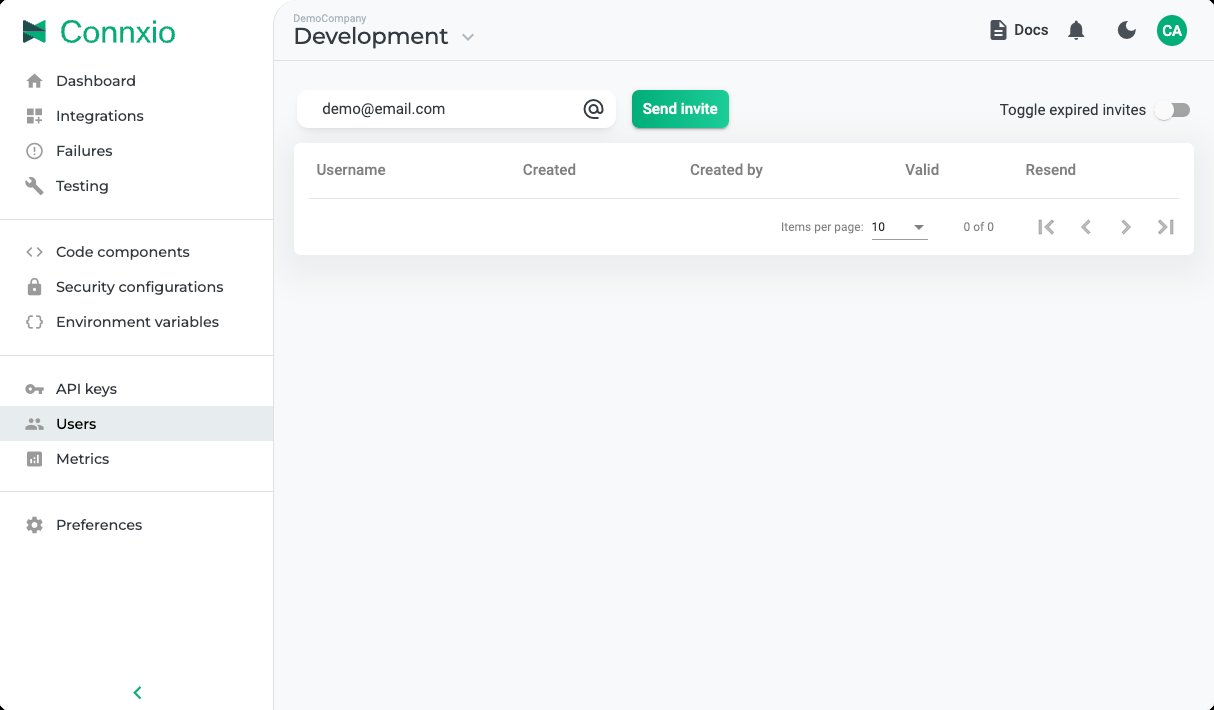 Connxio
Dashboard
Integrations
Failures
Testing
Code components
Security configurations
Environment variables
API keys
Users
Metrics
Preferences
DemoCompany
Development
Docs
CA
demo@email.com
Send invite
Toggle expired invites
Username Created Created by Valid Resend
Items per page: 10 0 of 0